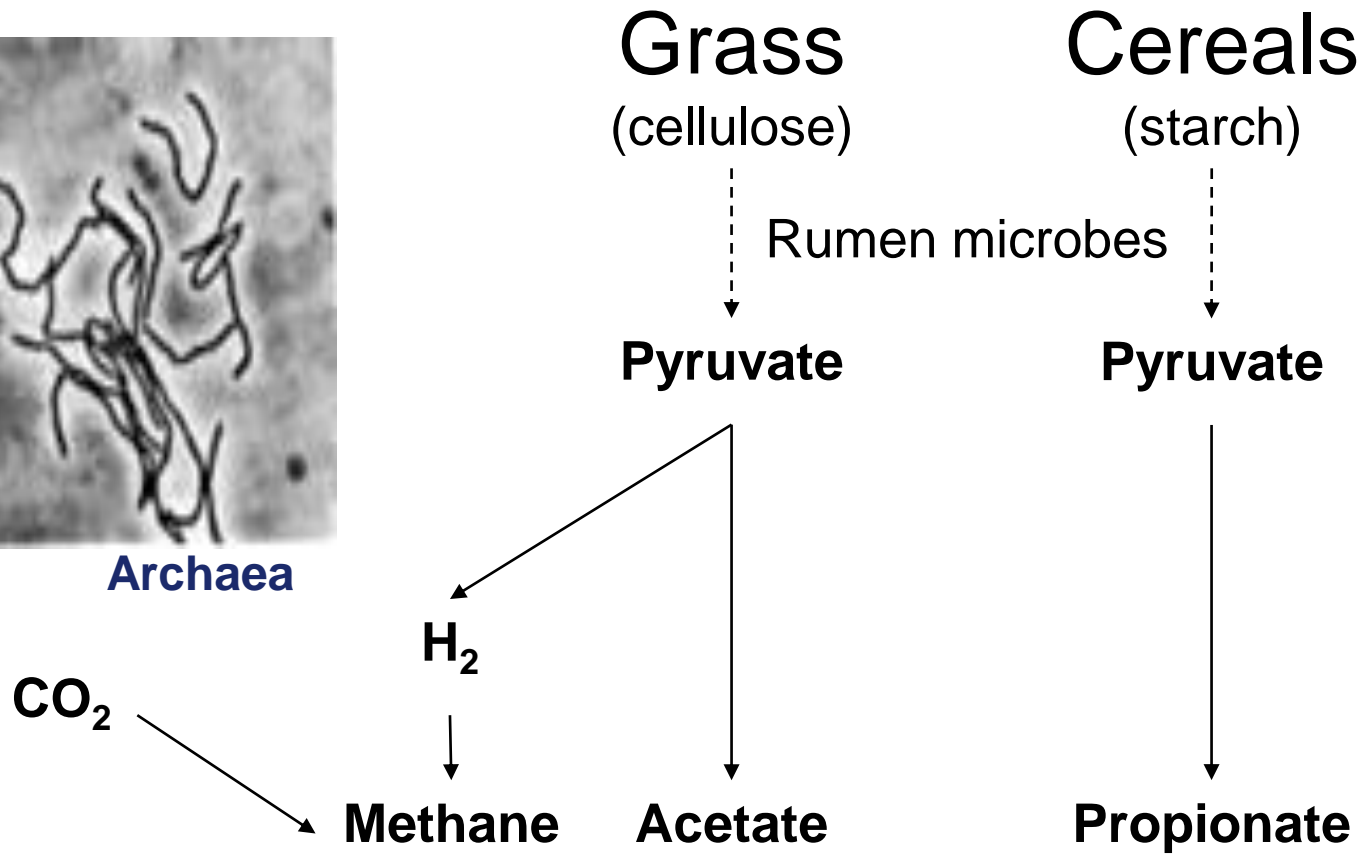 Grass
Cereals
(cellulose)
(starch)
Rumen microbes
Pyruvate
Pyruvate
Archaea
H₂
CO₂
Methane
Acetate
Propionate